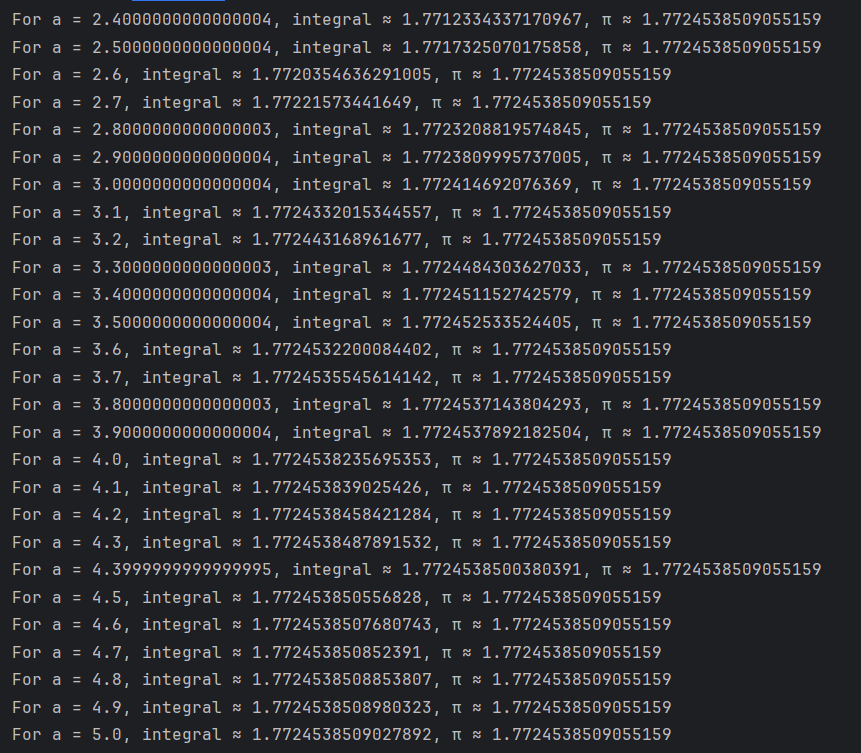 For a = 2.4000000000000004, integral ≈ 1.7712334337170967, π ≈ 1.7724538509055159
For a = 2.5000000000000004, integral ≈ 1.7717325070175858, π ≈ 1.7724538509055159
For a = 2.6, integral ≈ 1.7720354636291005, π ≈ 1.7724538509055159
For a = 2.7, integral ≈ 1.77221573441649, π ≈ 1.7724538509055159
For a = 2.8000000000000003, integral ≈ 1.7723208819574845, π ≈ 1.7724538509055159
For a = 2.9000000000000004, integral ≈ 1.7723809995737005, π ≈ 1.7724538509055159
For a = 3.0000000000000004, integral ≈ 1.772414692076369, π ≈ 1.7724538509055159
For a = 3.1, integral ≈ 1.7724332015344557, π ≈ 1.7724538509055159
For a = 3.2, integral ≈ 1.772443168961677, π ≈ 1.7724538509055159
For a = 3.3000000000000003, integral ≈ 1.7724484303627033, π ≈ 1.7724538509055159
For a = 3.4000000000000004, integral ≈ 1.772451152742579, π ≈ 1.7724538509055159
For a = 3.5000000000000004, integral ≈ 1.772452533524405, π ≈ 1.7724538509055159
For a = 3.6, integral ≈ 1.7724532200084402, π ≈ 1.7724538509055159
For a = 3.7, integral ≈ 1.7724535545614142, π ≈ 1.7724538509055159
For a = 3.8000000000000003, integral ≈ 1.7724537143804293, π ≈ 1.7724538509055159
For a = 3.9000000000000004, integral ≈ 1.7724537892182504, π ≈ 1.7724538509055159
For a = 4.0, integral ≈ 1.7724538235695353, π ≈ 1.7724538509055159
For a = 4.1, integral ≈ 1.772453839025426, π ≈ 1.7724538509055159
For a = 4.2, integral ≈ 1.7724538458421284, π ≈ 1.7724538509055159
For a = 4.3, integral ≈ 1.7724538487891532, π ≈ 1.7724538509055159
For a = 4.3999999999999995, integral ≈ 1.7724538500380391, π ≈ 1.7724538509055159
For a = 4.5, integral ≈ 1.772453850556828, π ≈ 1.7724538509055159
For a = 4.6, integral ≈ 1.7724538507680743, π ≈ 1.7724538509055159
For a = 4.7, integral ≈ 1.772453850852391, π ≈ 1.7724538509055159
For a = 4.8, integral ≈ 1.7724538508853807, π ≈ 1.7724538509055159
For a = 4.9, integral ≈ 1.7724538508980323, π ≈ 1.7724538509055159
For a = 5.0, integral ≈ 1.7724538509027892, π ≈ 1.7724538509055159